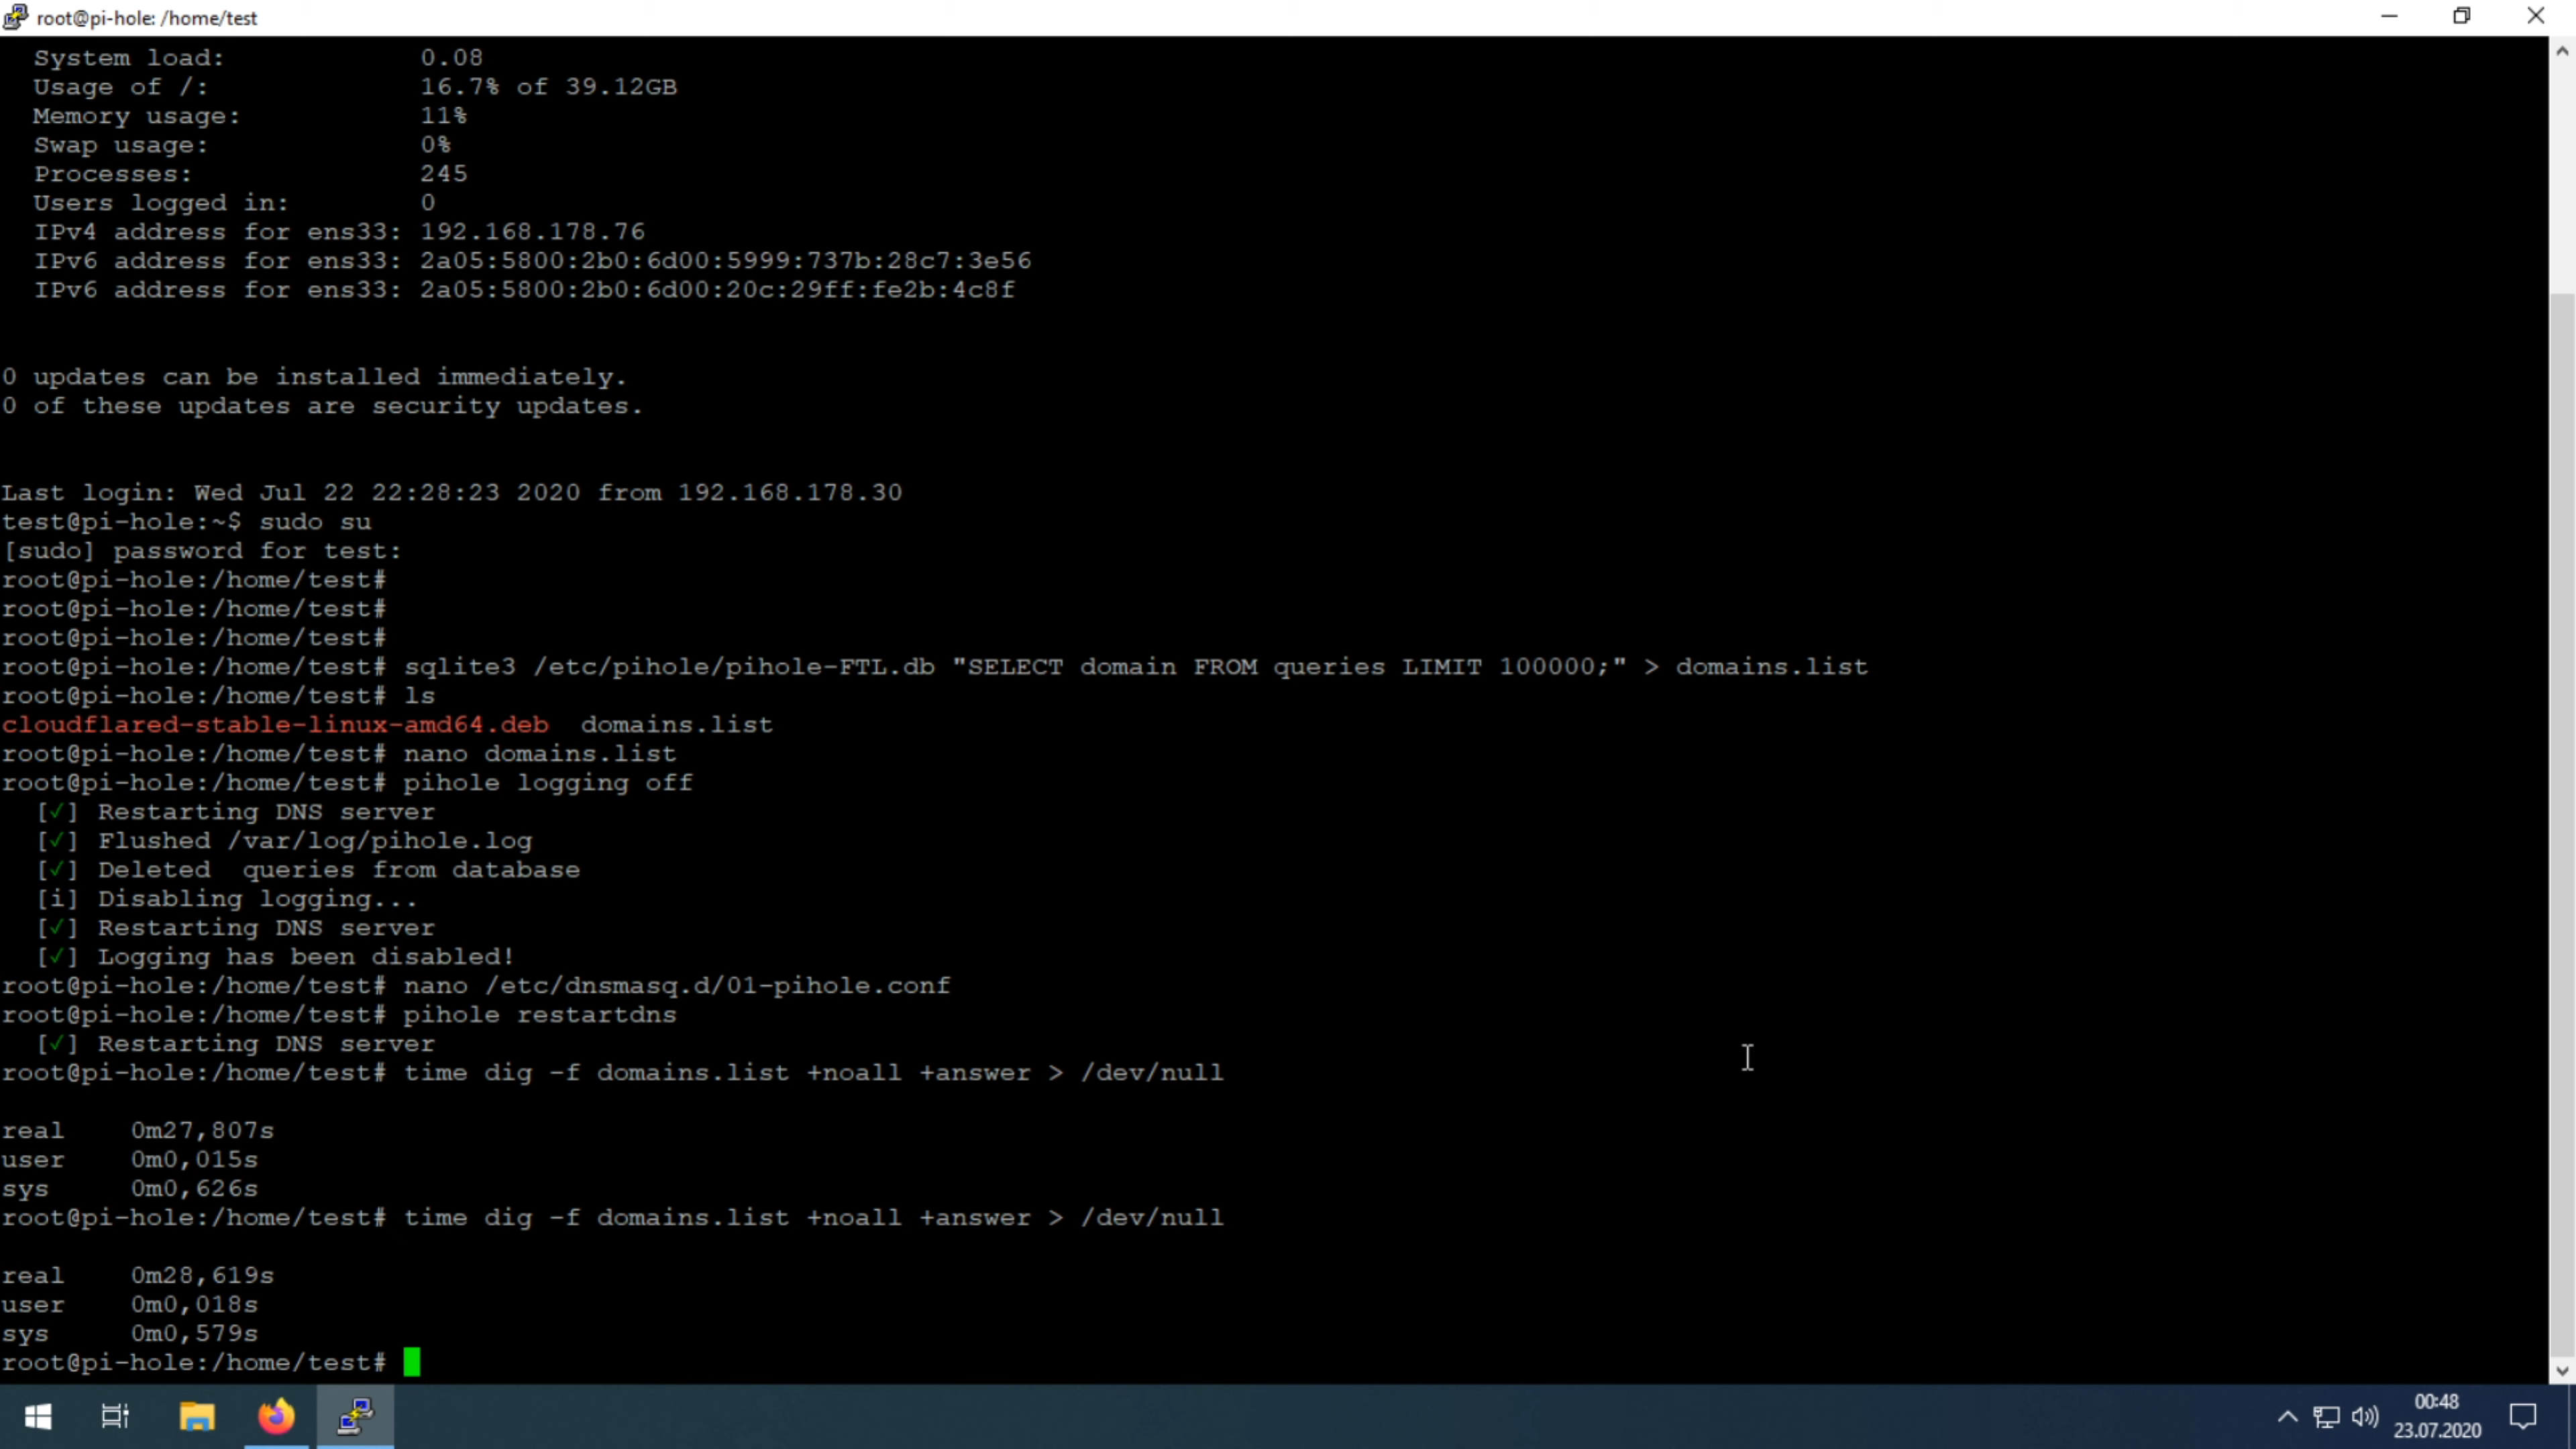 root@pi-hole: /home/test
System load: 0.08
Usage of /: 16.7% of 39.12GB
Memory usage: 11%
Swap usage: 0%
Processes: 245
Users logged in: 0
IPv4 address for ens33: 192.168.178.76
IPv6 address for ens33: 2a05:5800:2b0:6d00:5999:737b:28c7:3e56
IPv6 address for ens33: 2a05:5800:2b0:6d00:20c:29ff:fe2b:4c8f
0 updates can be installed immediately.
0 of these updates are security updates.
Last login: Wed Jul 22 22:28:23 2020 from 192.168.178.30
test@pi-hole:~$ sudo su
[sudo] password for test:
root@pi-hole:/home/test#
root@pi-hole:/home/test#
root@pi-hole:/home/test#
root@pi-hole:/home/test# sqlite3 /etc/pihole/pihole-FTL.db "SELECT domain FROM queries LIMIT 100000;" > domains.list
root@pi-hole:/home/test# ls
cloudflared-stable-linux-amd64.deb domains.list
root@pi-hole:/home/test# nano domains.list
root@pi-hole:/home/test# pihole logging off
[✓] Restarting DNS server
[✓] Flushed /var/log/pihole.log
[✓] Deleted  queries from database
[i] Disabling logging...
[✓] Restarting DNS server
[✓] Logging has been disabled!
root@pi-hole:/home/test# nano /etc/dnsmasq.d/01-pihole.conf
root@pi-hole:/home/test# pihole restartdns
[✓] Restarting DNS server
root@pi-hole:/home/test# time dig -f domains.list +noall +answer > /dev/null
real 0m27,807s
user 0m0,015s
sys 0m0,626s
root@pi-hole:/home/test# time dig -f domains.list +noall +answer > /dev/null
real 0m28,619s
user 0m0,018s
sys 0m0,579s
root@pi-hole:/home/test#
00:48
23.07.2020